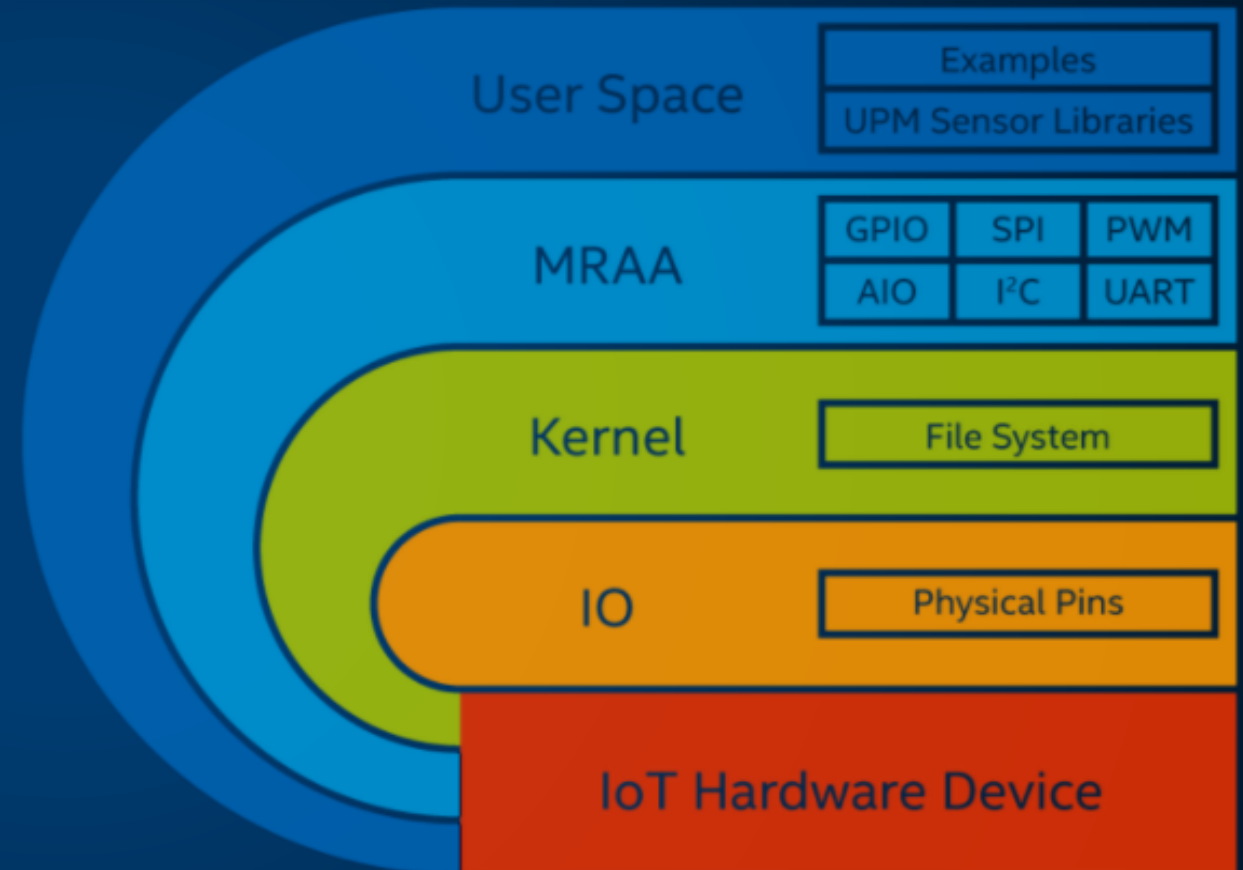 User Space
Examples
UPM Sensor Libraries
MRAA
GPIO SPI PWM
AIO I²C UART
Kernel
File System
IO
Physical Pins
IoT Hardware Device